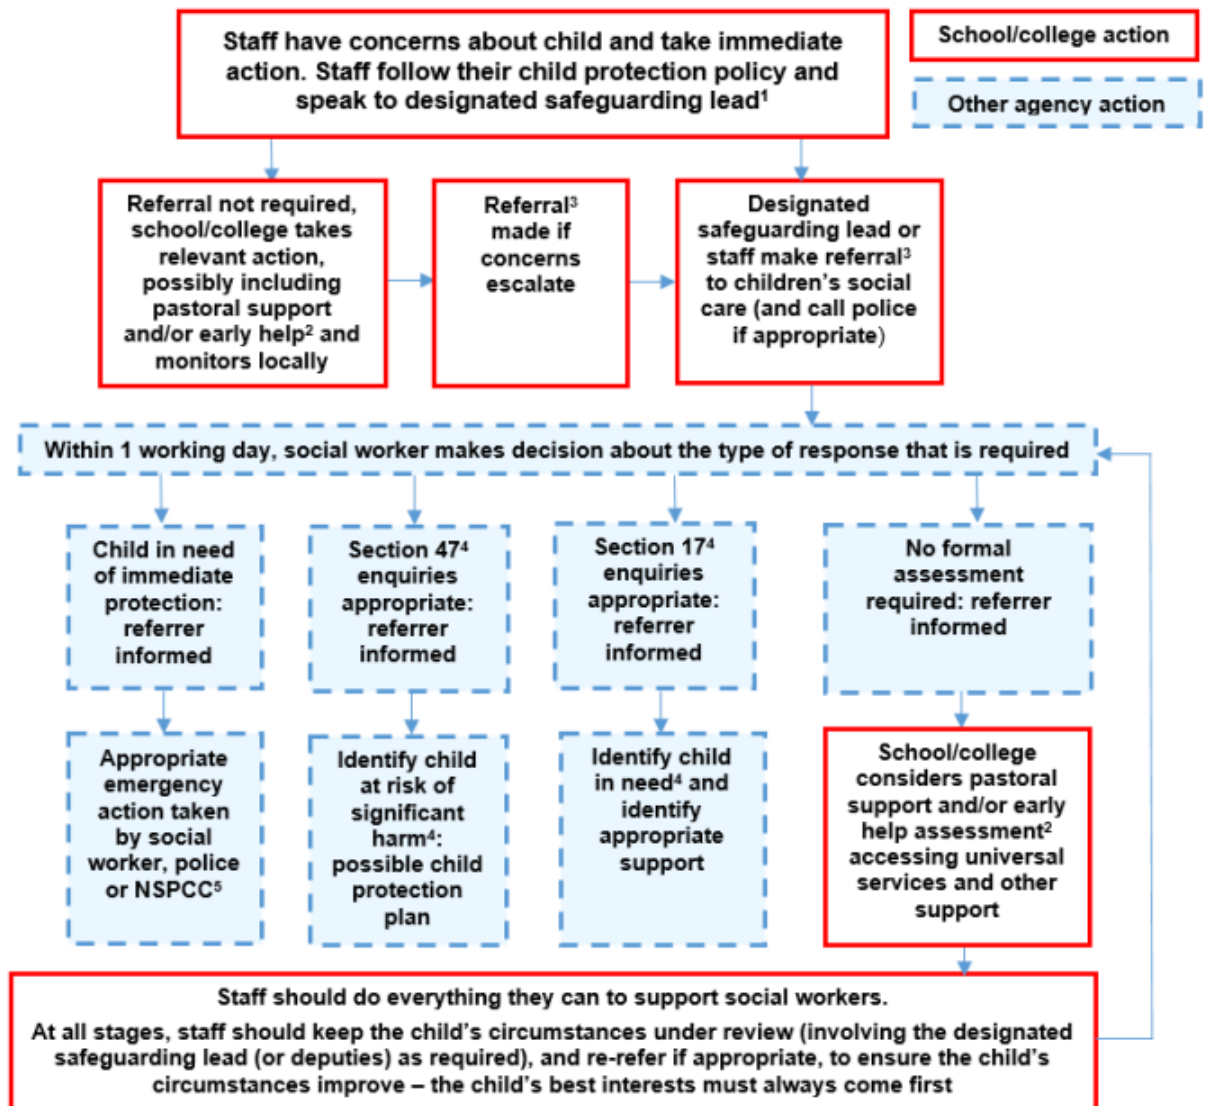 Staff have concerns about child and take immediate
action. Staff follow their child protection policy and
speak to designated safeguarding lead¹
School/college action
Other agency action
Referral not required,
school/college takes
relevant action,
possibly including
pastoral support
and/or early help² and
monitors locally
Referral³
made if
concerns
escalate
Designated
safeguarding lead or
staff make referral³
to children's social
care (and call police
if appropriate)
Within 1 working day, social worker makes decision about the type of response that is required
Child in need
of immediate
protection:
referrer
informed
Section 47⁴
enquiries
appropriate:
referrer
informed
Section 17⁴
enquiries
appropriate:
referrer
informed
No formal
assessment
required: referrer
informed
Appropriate
emergency
action taken
by social
worker, police
or NSPCC⁵
Identify child
at risk of
significant
harm⁴:
possible child
protection
plan
Identify child
in need⁴ and
identify
appropriate
support
School/college
considers pastoral
support and/or early
help assessment²
accessing universal
services and other
support
Staff should do everything they can to support social workers.
At all stages, staff should keep the child's circumstances under review (involving the designated
safeguarding lead (or deputies) as required), and re-refer if appropriate, to ensure the child's
circumstances improve – the child's best interests must always come first